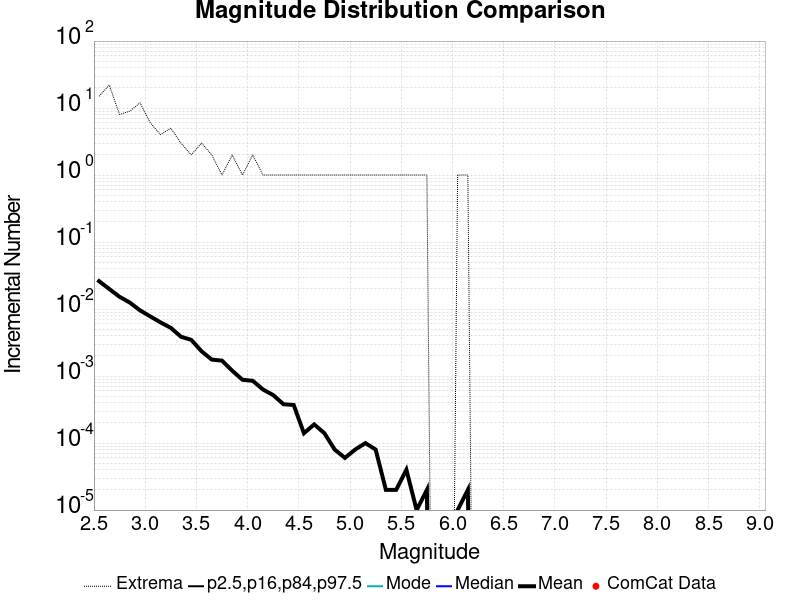 Magnitude Distribution Comparison
Incremental Number
10^2
10^1
10^0
10^-1
10^-2
10^-3
10^-4
10^-5
2.5 3.0 3.5 4.0 4.5 5.0 5.5 6.0 6.5 7.0 7.5 8.0 8.5 9.0
Magnitude
Extrema p2.5,p16,p84,p97.5 Mode Median Mean ComCat Data